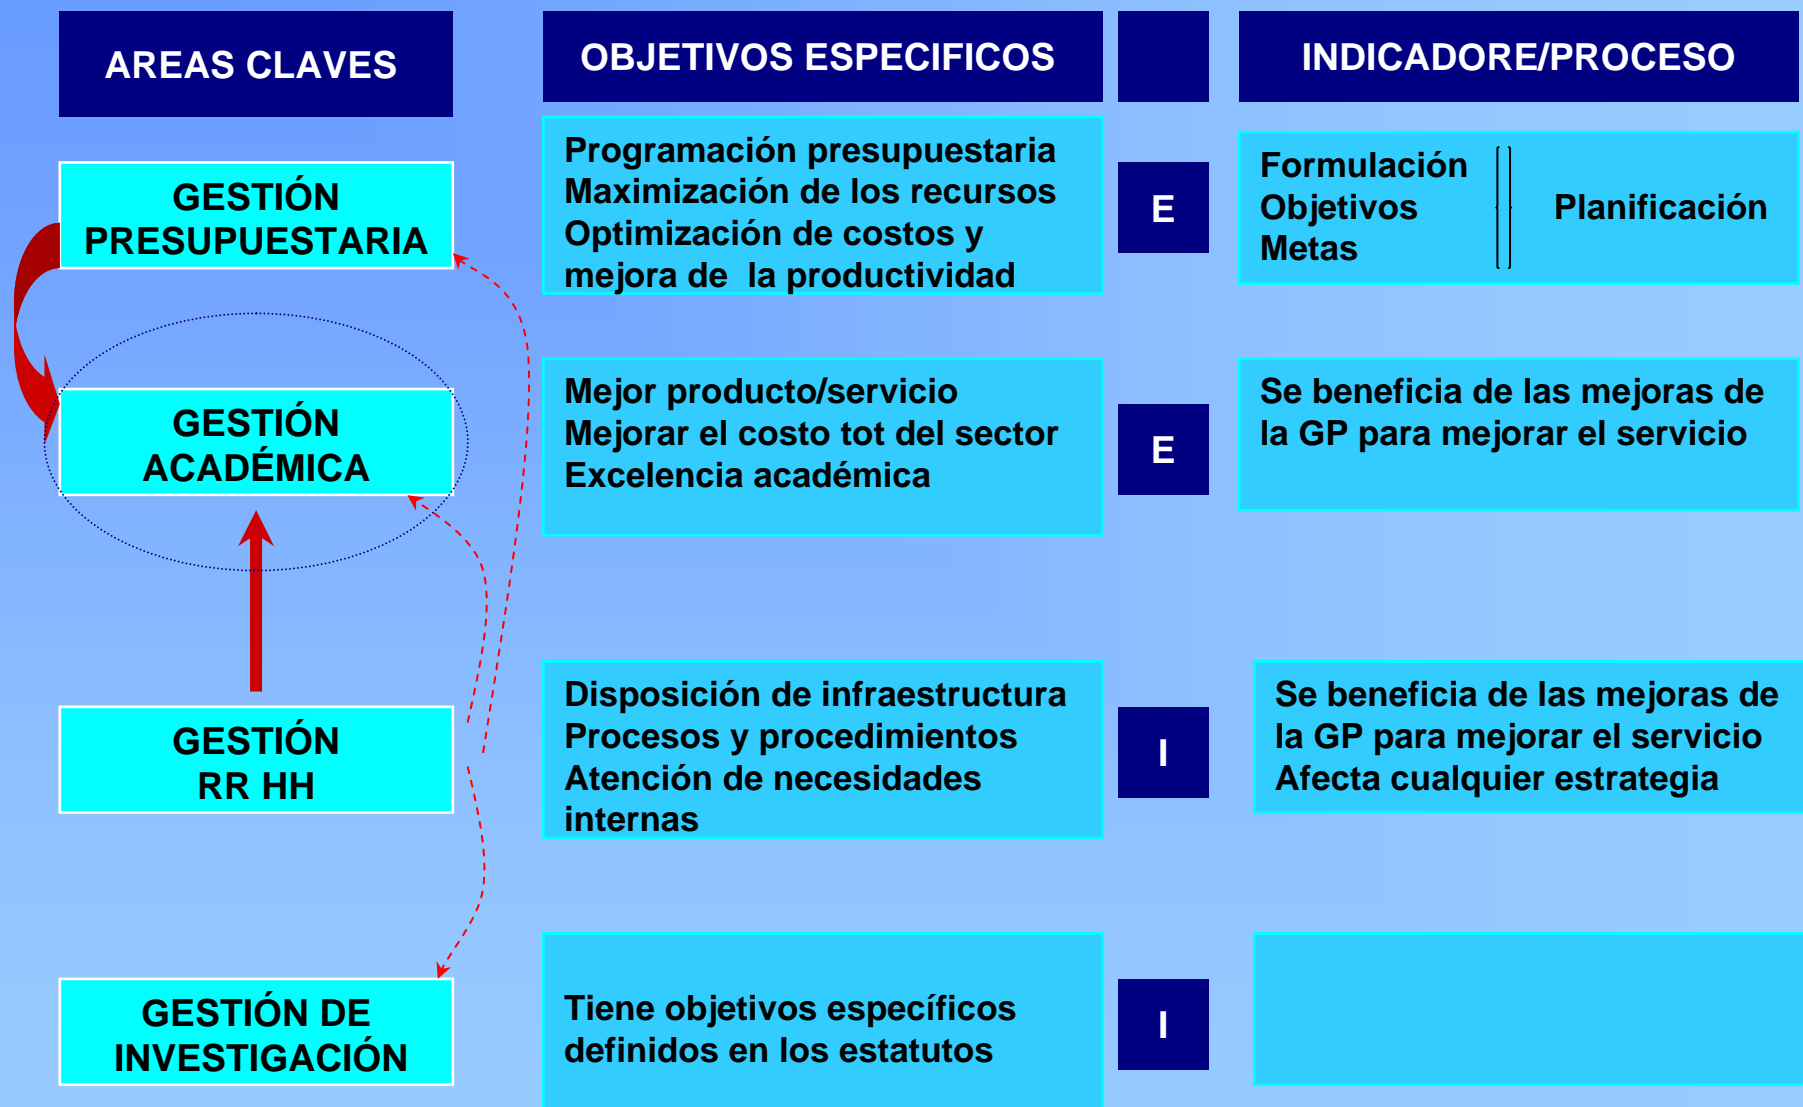 AREAS CLAVES
OBJETIVOS ESPECIFICOS
INDICADORE/PROCESO
GESTIÓN
PRESUPUESTARIA
Programación presupuestaria
Maximización de los recursos
Optimización de costos y
mejora de la productividad
E
Formulación
Objetivos
Metas
Planificación
GESTIÓN
ACADÉMICA
Mejor producto/servicio
Mejorar el costo tot del sector
Excelencia académica
E
Se beneficia de las mejoras de
la GP para mejorar el servicio
GESTIÓN
RR HH
Disposición de infraestructura
Procesos y procedimientos
Atención de necesidades
internas
I
Se beneficia de las mejoras de
la GP para mejorar el servicio
Afecta cualquier estrategia
GESTIÓN DE
INVESTIGACIÓN
Tiene objetivos específicos
definidos en los estatutos
I